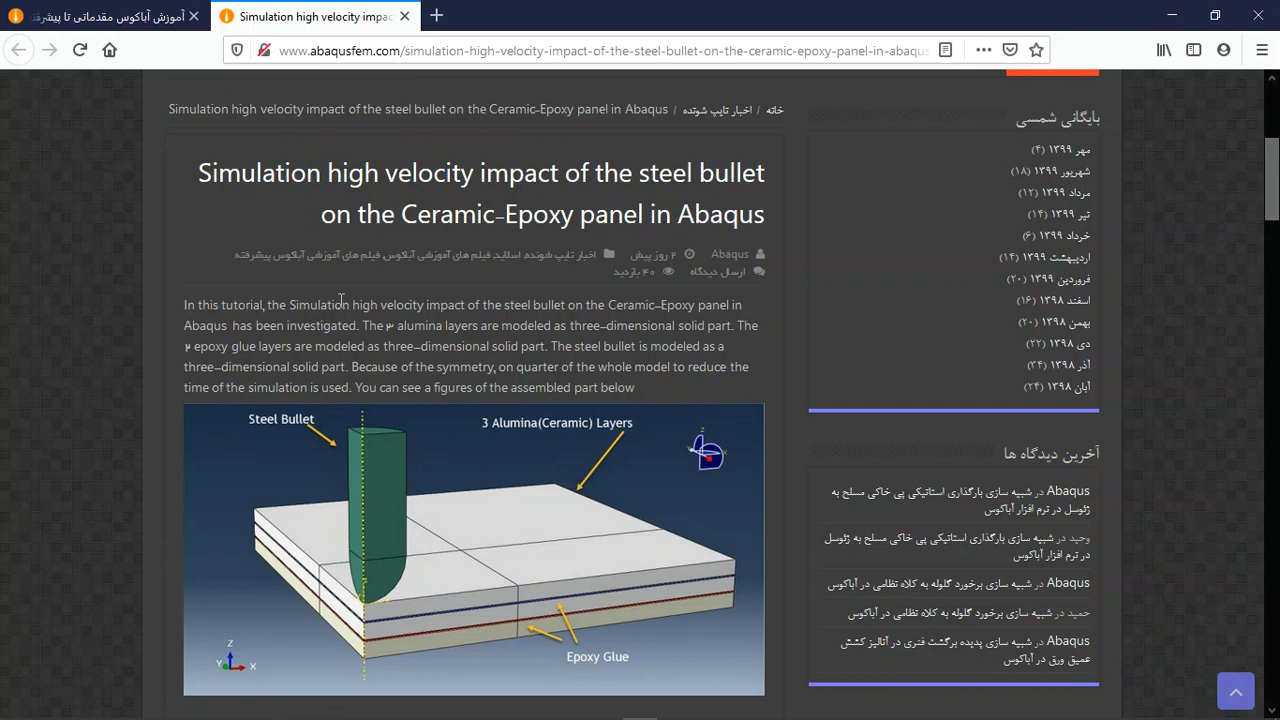 آموزش آباکوس مقدماتی تا پیشرفته
Simulation high velocity impac
www.abaqusfem.com/simulation-high-velocity-impact-of-the-steel-bullet-on-the-ceramic-epoxy-panel-in-abaqus
خانه / اخبار تایپ شونده / Simulation high velocity impact of the steel bullet on the Ceramic-Epoxy panel in Abaqus
Simulation high velocity impact of the steel bullet
on the Ceramic-Epoxy panel in Abaqus
Abaqus ۲ روز پیش اخبار تایپ شونده, اسلاید, فیلم های آموزشی آباکوس, فیلم های آموزشی آباکوس پیشرفته
ارسال دیدگاه ۴۰ بازدید
In this tutorial, the Simulation high velocity impact of the steel bullet on the Ceramic-Epoxy panel in
Abaqus has been investigated. The ۳ alumina layers are modeled as three-dimensional solid part. The
۲ epoxy glue layers are modeled as three-dimensional solid part. The steel bullet is modeled as a
three-dimensional solid part. Because of the symmetry, on quarter of the whole model to reduce the
time of the simulation is used. You can see a figures of the assembled part below
Steel Bullet
3 Alumina(Ceramic) Layers
Z
Y
X
Epoxy Glue
Z
Y
X
بایگانی شمسی
مهر ۱۳۹۹ (۴)
شهریور ۱۳۹۹ (۱۸)
مرداد ۱۳۹۹ (۱۲)
تیر ۱۳۹۹ (۱۴)
خرداد ۱۳۹۹ (۶)
اردیبهشت ۱۳۹۹ (۱۴)
فروردین ۱۳۹۹ (۲۰)
اسفند ۱۳۹۸ (۱۶)
بهمن ۱۳۹۸ (۲۰)
دی ۱۳۹۸ (۲۲)
آذر ۱۳۹۸ (۳۴)
آبان ۱۳۹۸ (۲۴)
آخرین دیدگاه ها
Abaqus در شبیه سازی بارگذاری استاتیکی پی خاکی مسلح به
ژئوسل در ترم افزار آباکوس
وحید در شبیه سازی بارگذاری استاتیکی پی خاکی مسلح به ژئوسل
در ترم افزار آباکوس
Abaqus در شبیه سازی برخورد گلوله به کلاه نظامی در آباکوس
حمید در شبیه سازی برخورد گلوله به کلاه نظامی در آباکوس
Abaqus در شبیه سازی پدیده برگشت فنری در آنالیز کشش
عمیق ورق در آباکوس